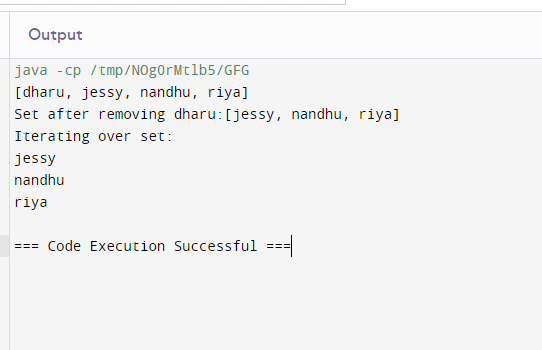 Output
java -cp /tmp/NOg0rMtlb5/GFG
[dharu, jessy, nandhu, riya]
Set after removing dharu:[jessy, nandhu, riya]
Iterating over set:
jessy
nandhu
riya
=== Code Execution Successful ===